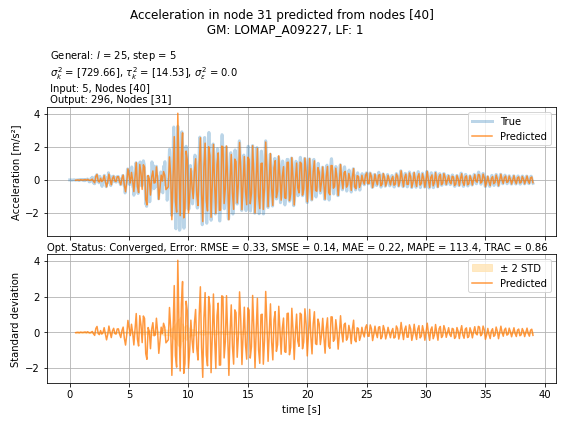 Acceleration in node 31 predicted from nodes [40]
GM: LOMAP_A09227, LF: 1
General: l = 25, step = 5
σ²ₖ = [729.66], τ²ₖ = [14.53], σ²ε = 0.0
Input: 5, Nodes [40]
Output: 296, Nodes [31]
4
2
0
−2
Acceleration [m/s²]
True
Predicted
Opt. Status: Converged, Error: RMSE = 0.33, SMSE = 0.14, MAE = 0.22, MAPE = 113.4, TRAC = 0.86
4
2
0
−2
Standard deviation
± 2 STD
Predicted
0 5 10 15 20 25 30 35 40
time [s]